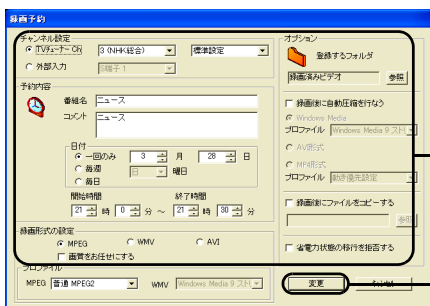 録画予約
チャンネル設定
TVチューナー Ch 3 (NHK総合) 標準設定
外部入力 S端子 1
予約内容
番組名 ニュース
コメント ニュース
日付
一回のみ 3 月 28 日
毎週 日 曜日
毎日
開始時間 終了時間
21 時 0 分 ～ 21 時 30 分
録画形式の設定
MPEG WMV AVI
画質をお任せにする
プロファイル
MPEG 普通 MPEG2 WMV Windows Media 9 スト
オプション
登録するフォルダ
録画済みビデオ 参照
録画後に自動圧縮を行なう
Windows Media
プロファイル Windows Media 9 スト
AVI形式
MP4形式
プロファイル 動き優先設定
録画後にファイルをコピーする
参照
省電力状態の移行を拒否する
変更 キャンセル